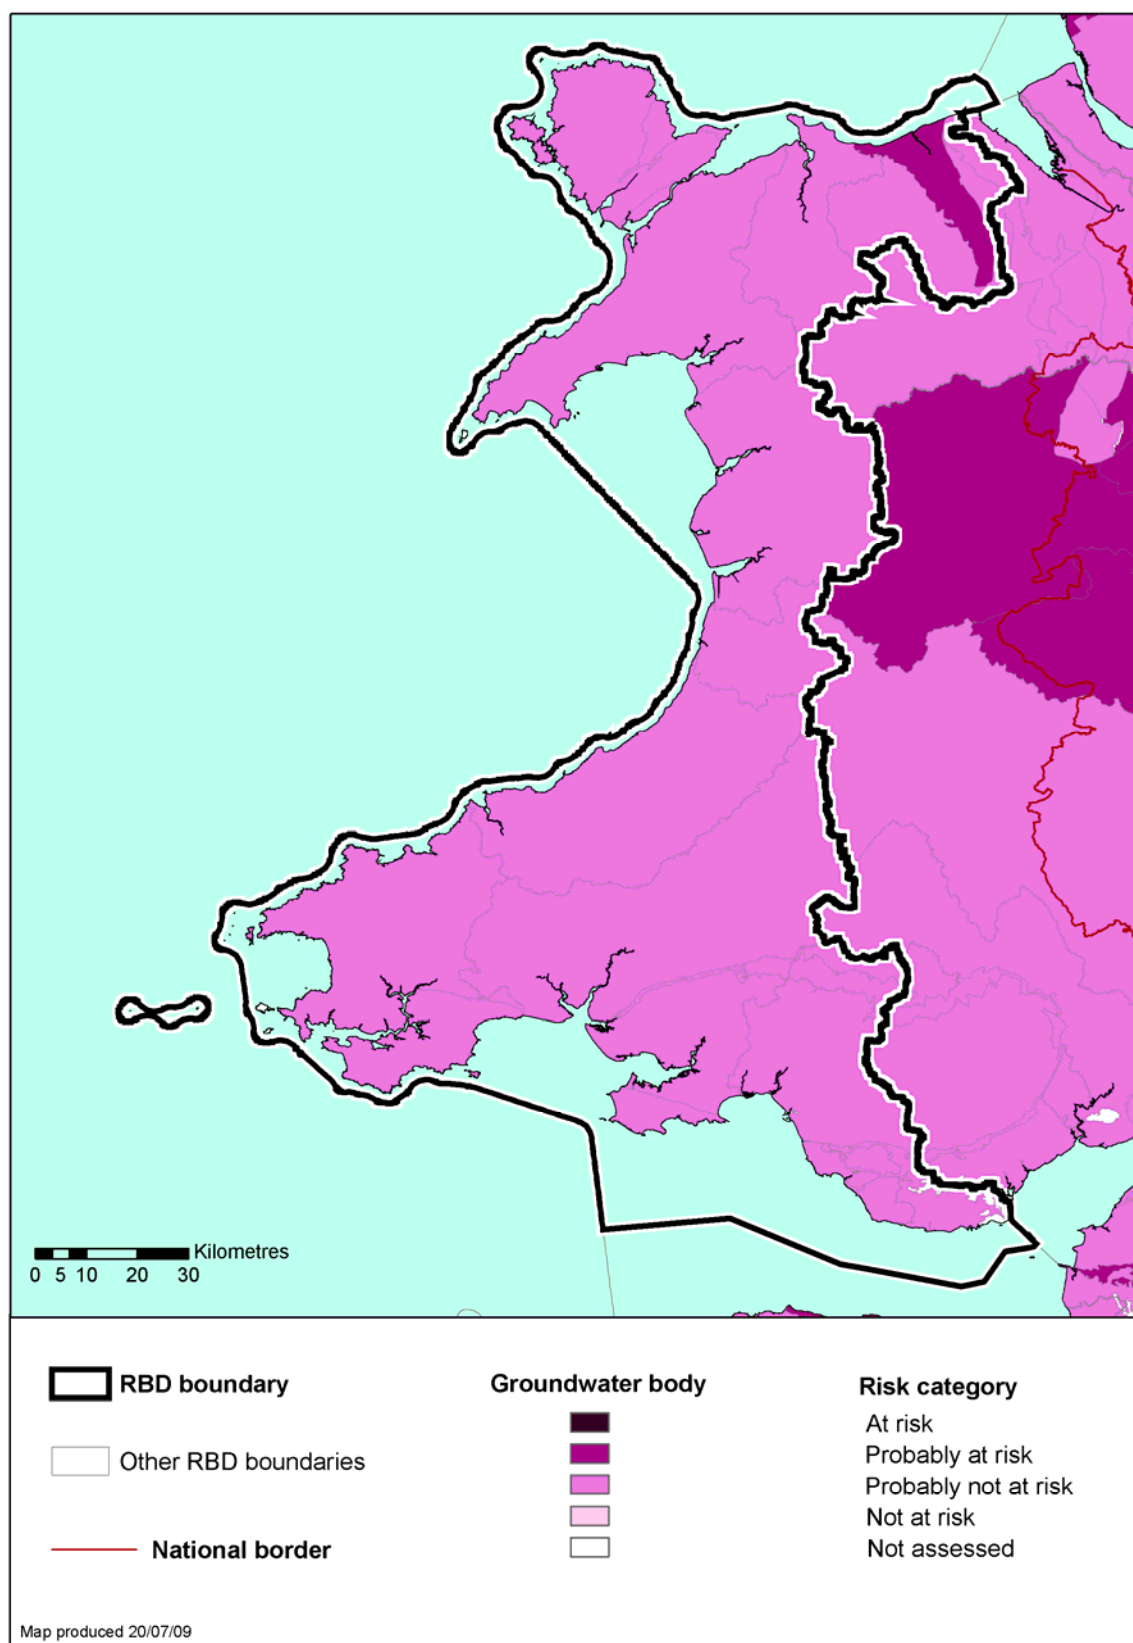 Kilometres
0 5 10 20 30
RBD boundary
Other RBD boundaries
National border
Groundwater body
Risk category
At risk
Probably at risk
Probably not at risk
Not at risk
Not assessed
Map produced 20/07/09